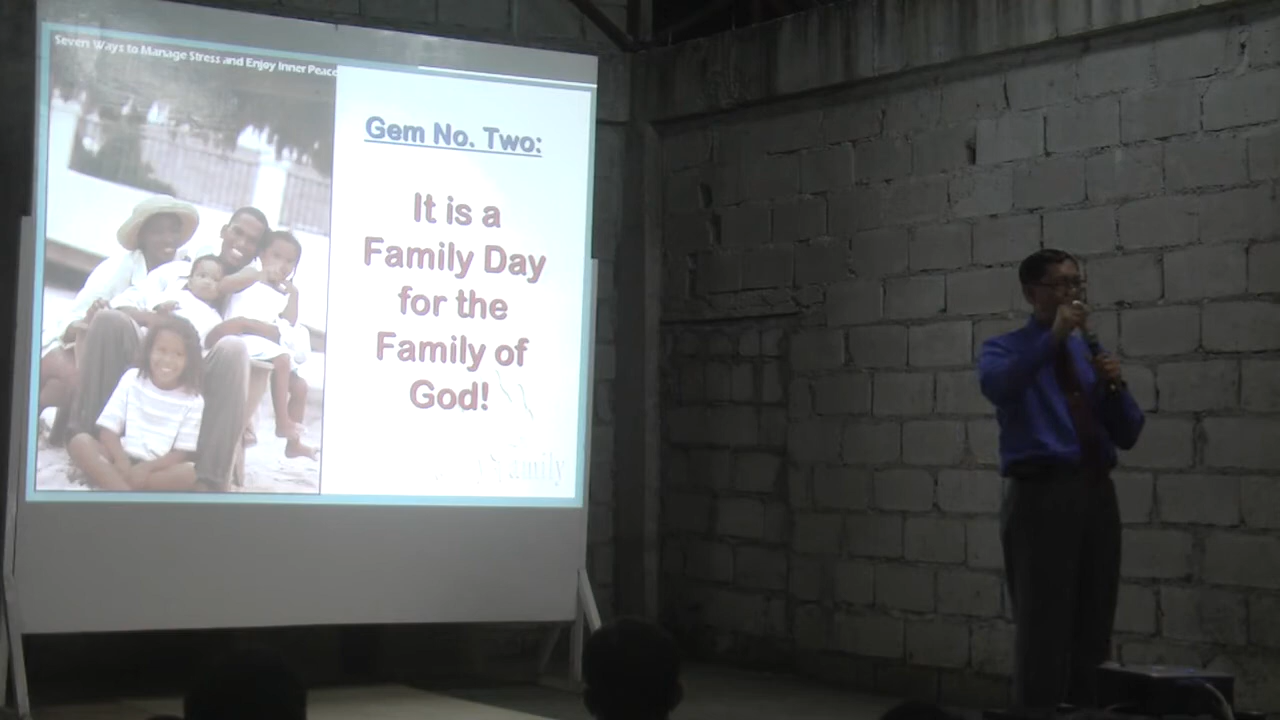 Seven Ways to Manage Stress and Enjoy Inner Peace
Gem No. Two:
It is a
Family Day
for the
Family of
God!